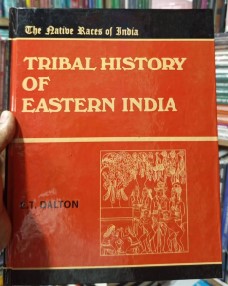 The Native Races of India
TRIBAL HISTORY
OF
EASTERN INDIA
E.T. DALTON